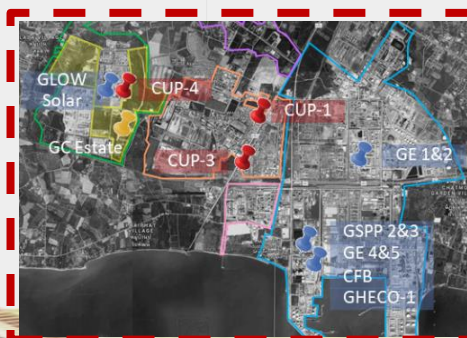 GLOW
Solar
CUP-4
GC Estate
CUP-1
CUP-3
GE 1&2
GSPP 2&3
GE 4&5
CFB
GHECO-1